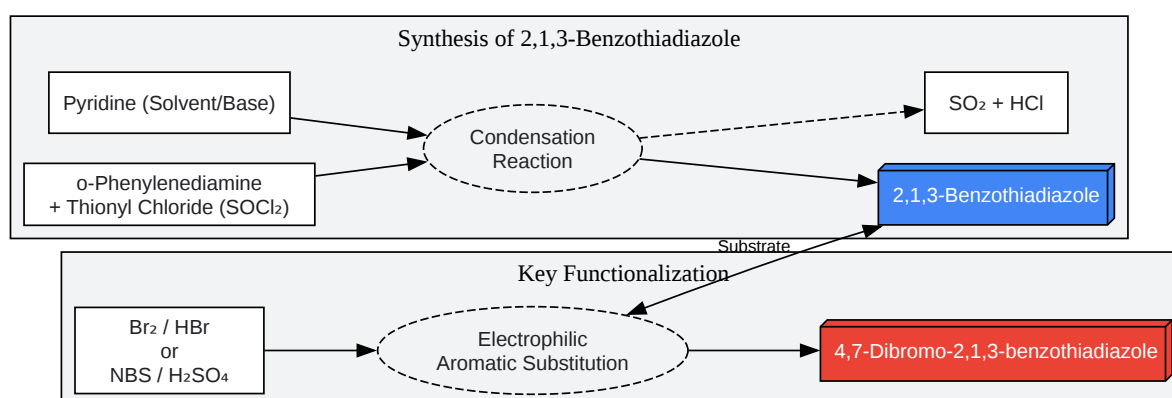 Synthesis of 2,1,3-Benzothiadiazole
Pyridine (Solvent/Base)
SO₂ + HCl
Condensation
Reaction
o-Phenylenediamine
+ Thionyl Chloride (SOCl₂)
2,1,3-Benzothiadiazole
Substrate
Key Functionalization
Br₂ / HBr
or
NBS / H₂SO₄
Electrophilic
Aromatic Substitution
4,7-Dibromo-2,1,3-benzothiadiazole